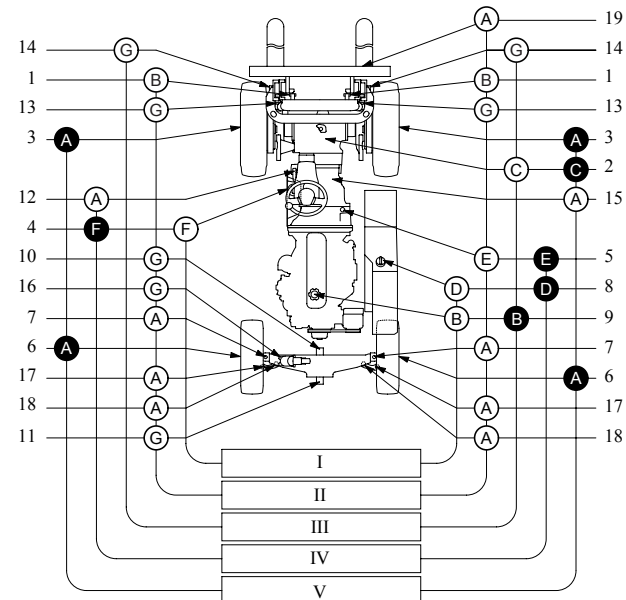 A 19
14 G G 14
1 B B 1
13 G G 13
3 A A 3
C C 2
12 A A 15
4 F F
10 G E E 5
16 G D D 8
7 A B B 9
6 A A 7
17 A A 6
18 A A 17
11 G A 18
I
II
III
IV
V